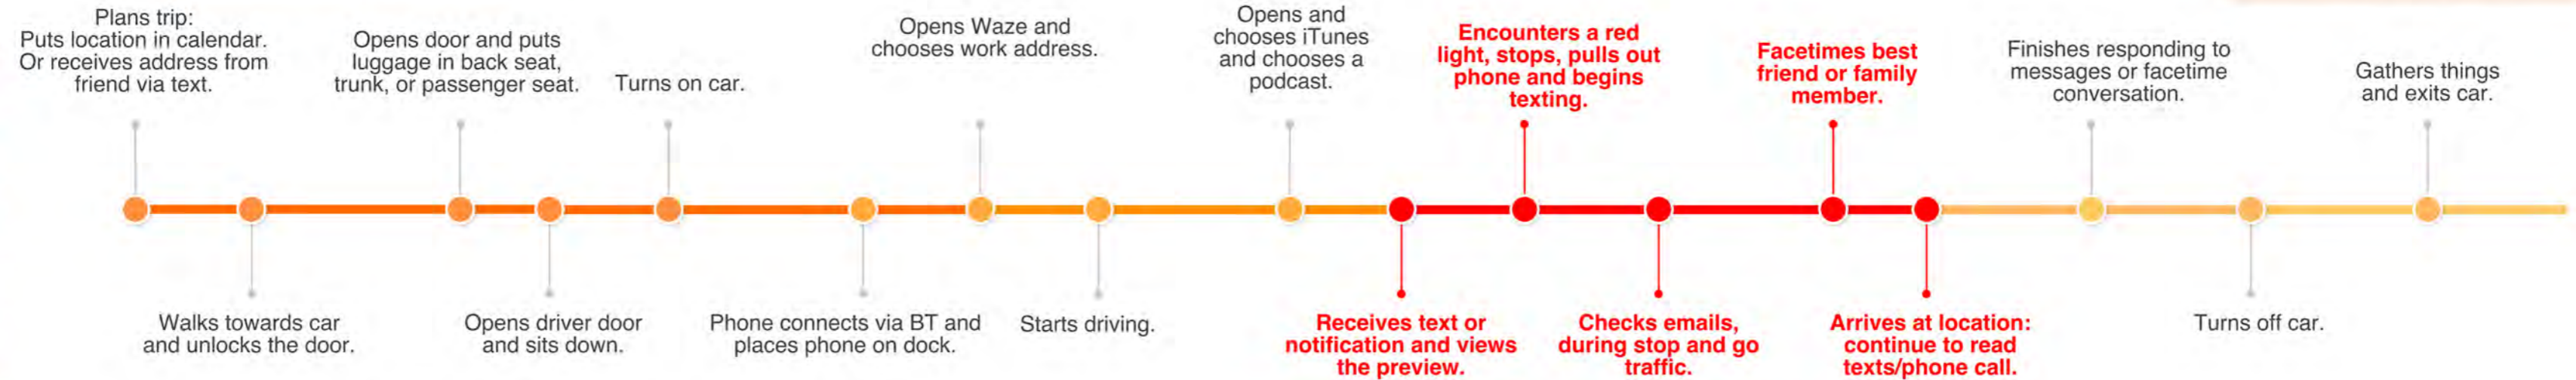 Plans trip:
Puts location in calendar.
Or receives address from
friend via text.
Walks towards car
and unlocks the door.
Opens door and puts
luggage in back seat,
trunk, or passenger seat.
Opens driver door
and sits down.
Turns on car.
Phone connects via BT and
places phone on dock.
Opens Waze and
chooses work address.
Starts driving.
Opens and
chooses iTunes
and chooses a
podcast.
Receives text or
notification and views
the preview.
Encounters a red
light, stops, pulls out
phone and begins
texting.
Checks emails,
during stop and go
traffic.
Facetimes best
friend or family
member.
Arrives at location:
continue to read
texts/phone call.
Finishes responding to
messages or facetime
conversation.
Turns off car.
Gathers things
and exits car.